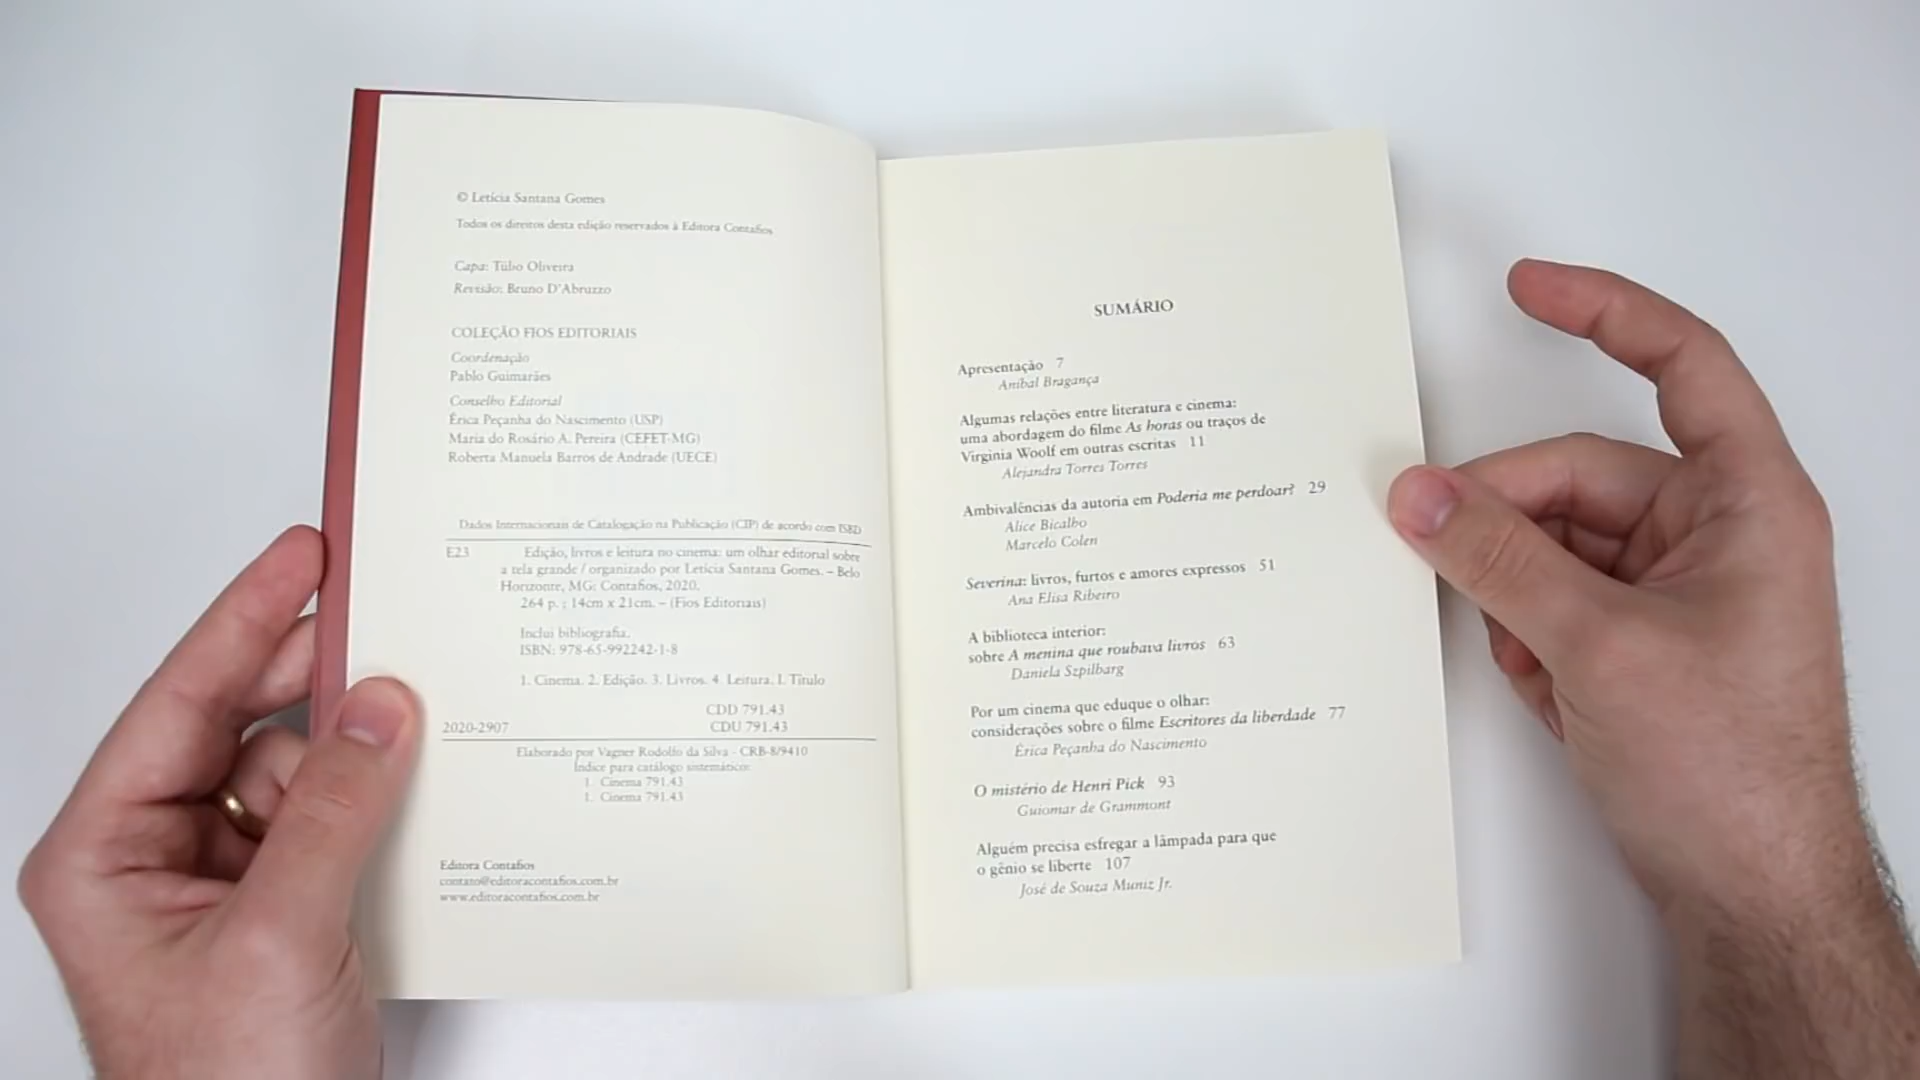 © Letícia Santana Gomes
Todos os direitos desta edição reservados à Editora Contafios
Capa: Túlio Oliveira
Revisão: Bruno D'Abruzzo
COLEÇÃO FIOS EDITORIAIS
Coordenação
Pablo Guimarães
Conselho Editorial
Érica Peçanha do Nascimento (USP)
Maria do Rosário A. Pereira (CEFET-MG)
Roberta Manuela Barros de Andrade (UECE)
Dados Internacionais de Catalogação na Publicação (CIP) de acordo com ISBD
E23 Edição, livros e leitura no cinema: um olhar editorial sobre
a tela grande / organizado por Letícia Santana Gomes. – Belo
Horizonte, MG: Contafios, 2020.
264 p. ; 14cm x 21cm. – (Fios Editoriais)
Inclui bibliografia.
ISBN: 978-65-992242-1-8
1. Cinema. 2. Edição. 3. Livros. 4. Leitura. I. Título
CDD 791.43
2020-2907 CDU 791.43
Elaborado por Vagner Rodolfo da Silva - CRB-8/9410
Índice para catálogo sistemático:
1. Cinema 791.43
1. Cinema 791.43
Editora Contafios
contato@editoracontafios.com.br
www.editoracontafios.com.br
SUMÁRIO
Apresentação 7
Aníbal Bragança
Algumas relações entre literatura e cinema:
uma abordagem do filme As horas ou traços de
Virginia Woolf em outras escritas 11
Alejandra Torres Torres
Ambivalências da autoria em Poderia me perdoar? 29
Alice Bicalho
Marcelo Colen
Severina: livros, furtos e amores expressos 51
Ana Elisa Ribeiro
A biblioteca interior:
sobre A menina que roubava livros 63
Daniela Szpilbarg
Por um cinema que eduque o olhar:
considerações sobre o filme Escritores da liberdade 77
Érica Peçanha do Nascimento
O mistério de Henri Pick 93
Guiomar de Grammont
Alguém precisa esfregar a lâmpada para que
o gênio se liberte 107
José de Souza Muniz Jr.